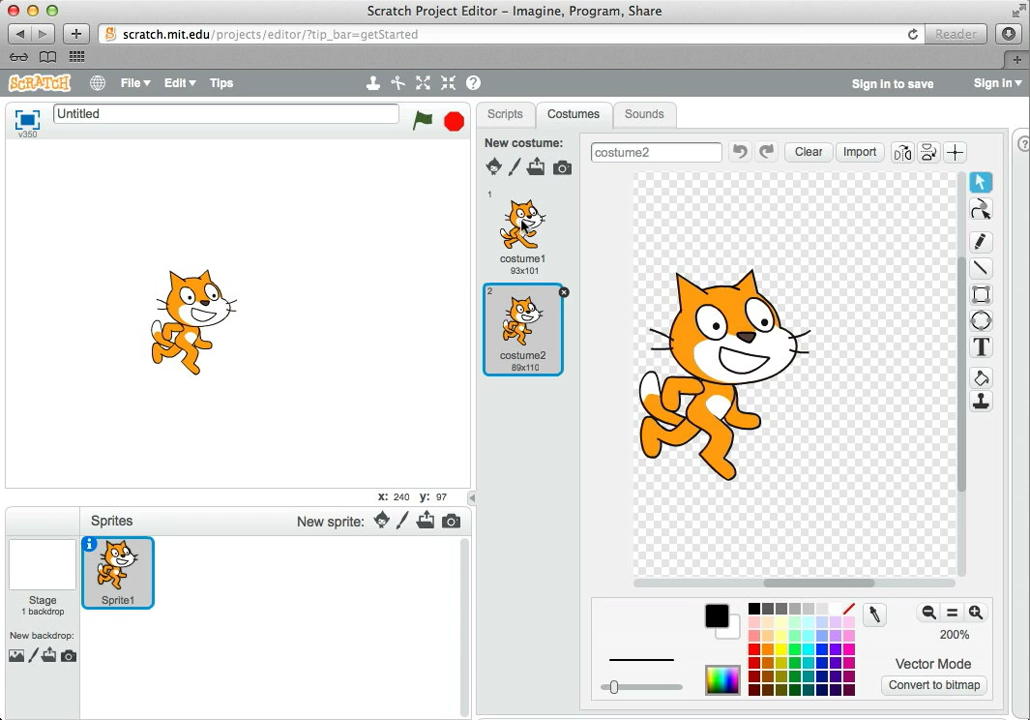 Scratch Project Editor – Imagine, Program, Share
scratch.mit.edu/projects/editor/?tip_bar=getStarted
Reader
SCRATCH
File
Edit
Tips
Sign in to save
Sign in
v350
Untitled
Scripts
Costumes
Sounds
New costume:
1
costume1
93x101
2
costume2
89x110
costume2
Clear
Import
T
x: 240 y: 97
Sprites
New sprite:
Sprite1
Stage
1 backdrop
New backdrop:
200%
Vector Mode
Convert to bitmap